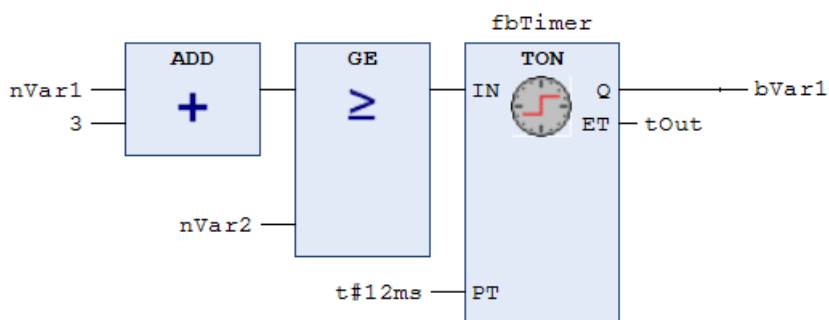 fbTimer
ADD GE TON
nVar1 + ≥ IN Q bVar1
3 ET tOut
nVar2
t#12ms PT